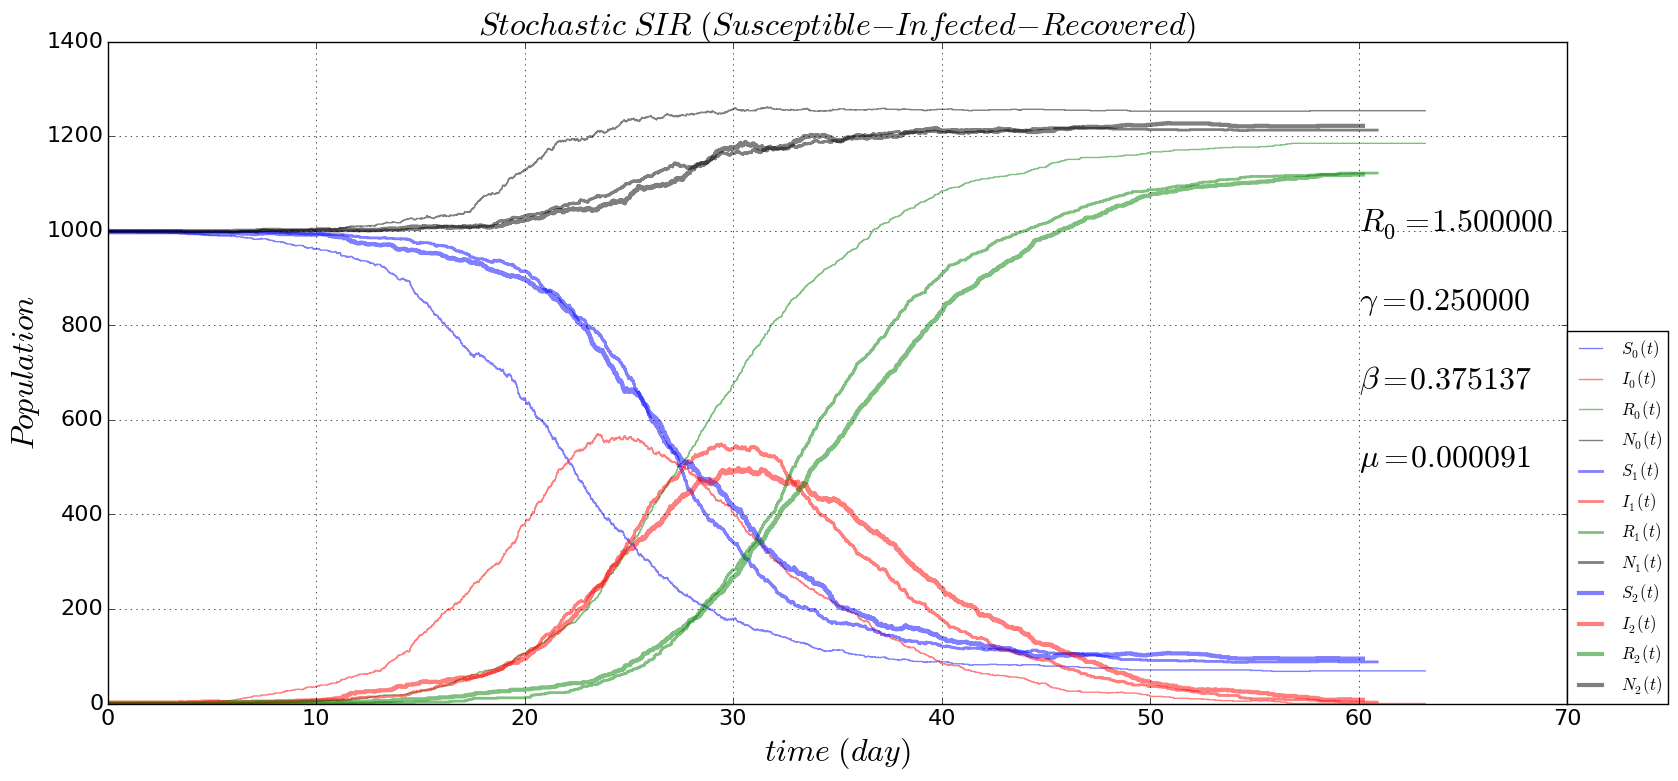 Stochastic SIR (Susceptible−Infected−Recovered)
1400
1200
1000
800
600
400
200
0
Population
0 10 20 30 40 50 60 70
time (day)
R₀ =1.500000
γ=0.250000
β=0.375137
μ=0.000091
S₀(t)
I₀(t)
R₀(t)
N₀(t)
S₁(t)
I₁(t)
R₁(t)
N₁(t)
S₂(t)
I₂(t)
R₂(t)
N₂(t)